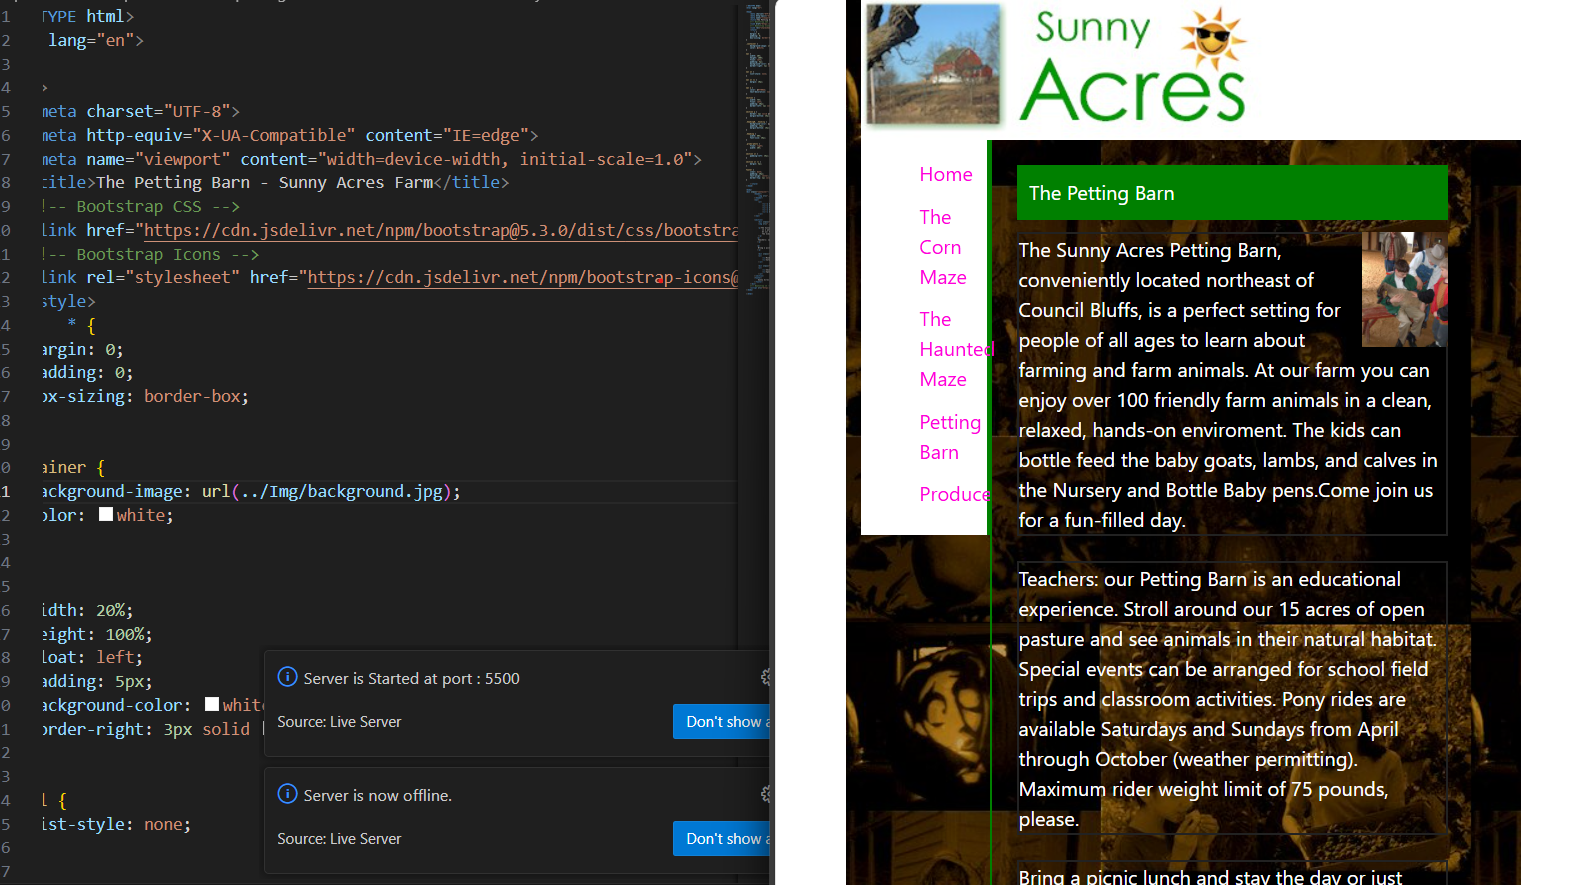 1 TYPE html>
2 lang="en">
3
4 >
5 meta charset="UTF-8">
6 meta http-equiv="X-UA-Compatible" content="IE=edge">
7 meta name="viewport" content="width=device-width, initial-scale=1.0">
8 title>The Petting Barn - Sunny Acres Farm</title>
9 !-- Bootstrap CSS -->
0 link href="https://cdn.jsdelivr.net/npm/bootstrap@5.3.0/dist/css/bootstra
1 !-- Bootstrap Icons -->
2 link rel="stylesheet" href="https://cdn.jsdelivr.net/npm/bootstrap-icons@
3 style>
4 * {
5 argin: 0;
6 adding: 0;
7 ox-sizing: border-box;
8
9
0 ainer {
1 ackground-image: url(../Img/background.jpg);
2 olor: white;
3
4
5
6 idth: 20%;
7 eight: 100%;
8 loat: left;
9 adding: 5px;
0 ackground-color: white
1 order-right: 3px solid
2
3
4 l {
5 ist-style: none;
6
7
Server is Started at port : 5500
Source: Live Server
Don't show a
Server is now offline.
Source: Live Server
Don't show a
Sunny
Acres
Home
The
Corn
Maze
The
Haunted
Maze
Petting
Barn
Produce
The Petting Barn
The Sunny Acres Petting Barn,
conveniently located northeast of
Council Bluffs, is a perfect setting for
people of all ages to learn about
farming and farm animals. At our farm you can
enjoy over 100 friendly farm animals in a clean,
relaxed, hands-on enviroment. The kids can
bottle feed the baby goats, lambs, and calves in
the Nursery and Bottle Baby pens.Come join us
for a fun-filled day.
Teachers: our Petting Barn is an educational
experience. Stroll around our 15 acres of open
pasture and see animals in their natural habitat.
Special events can be arranged for school field
trips and classroom activities. Pony rides are
available Saturdays and Sundays from April
through October (weather permitting).
Maximum rider weight limit of 75 pounds,
please.
Bring a picnic lunch and stay the day or just